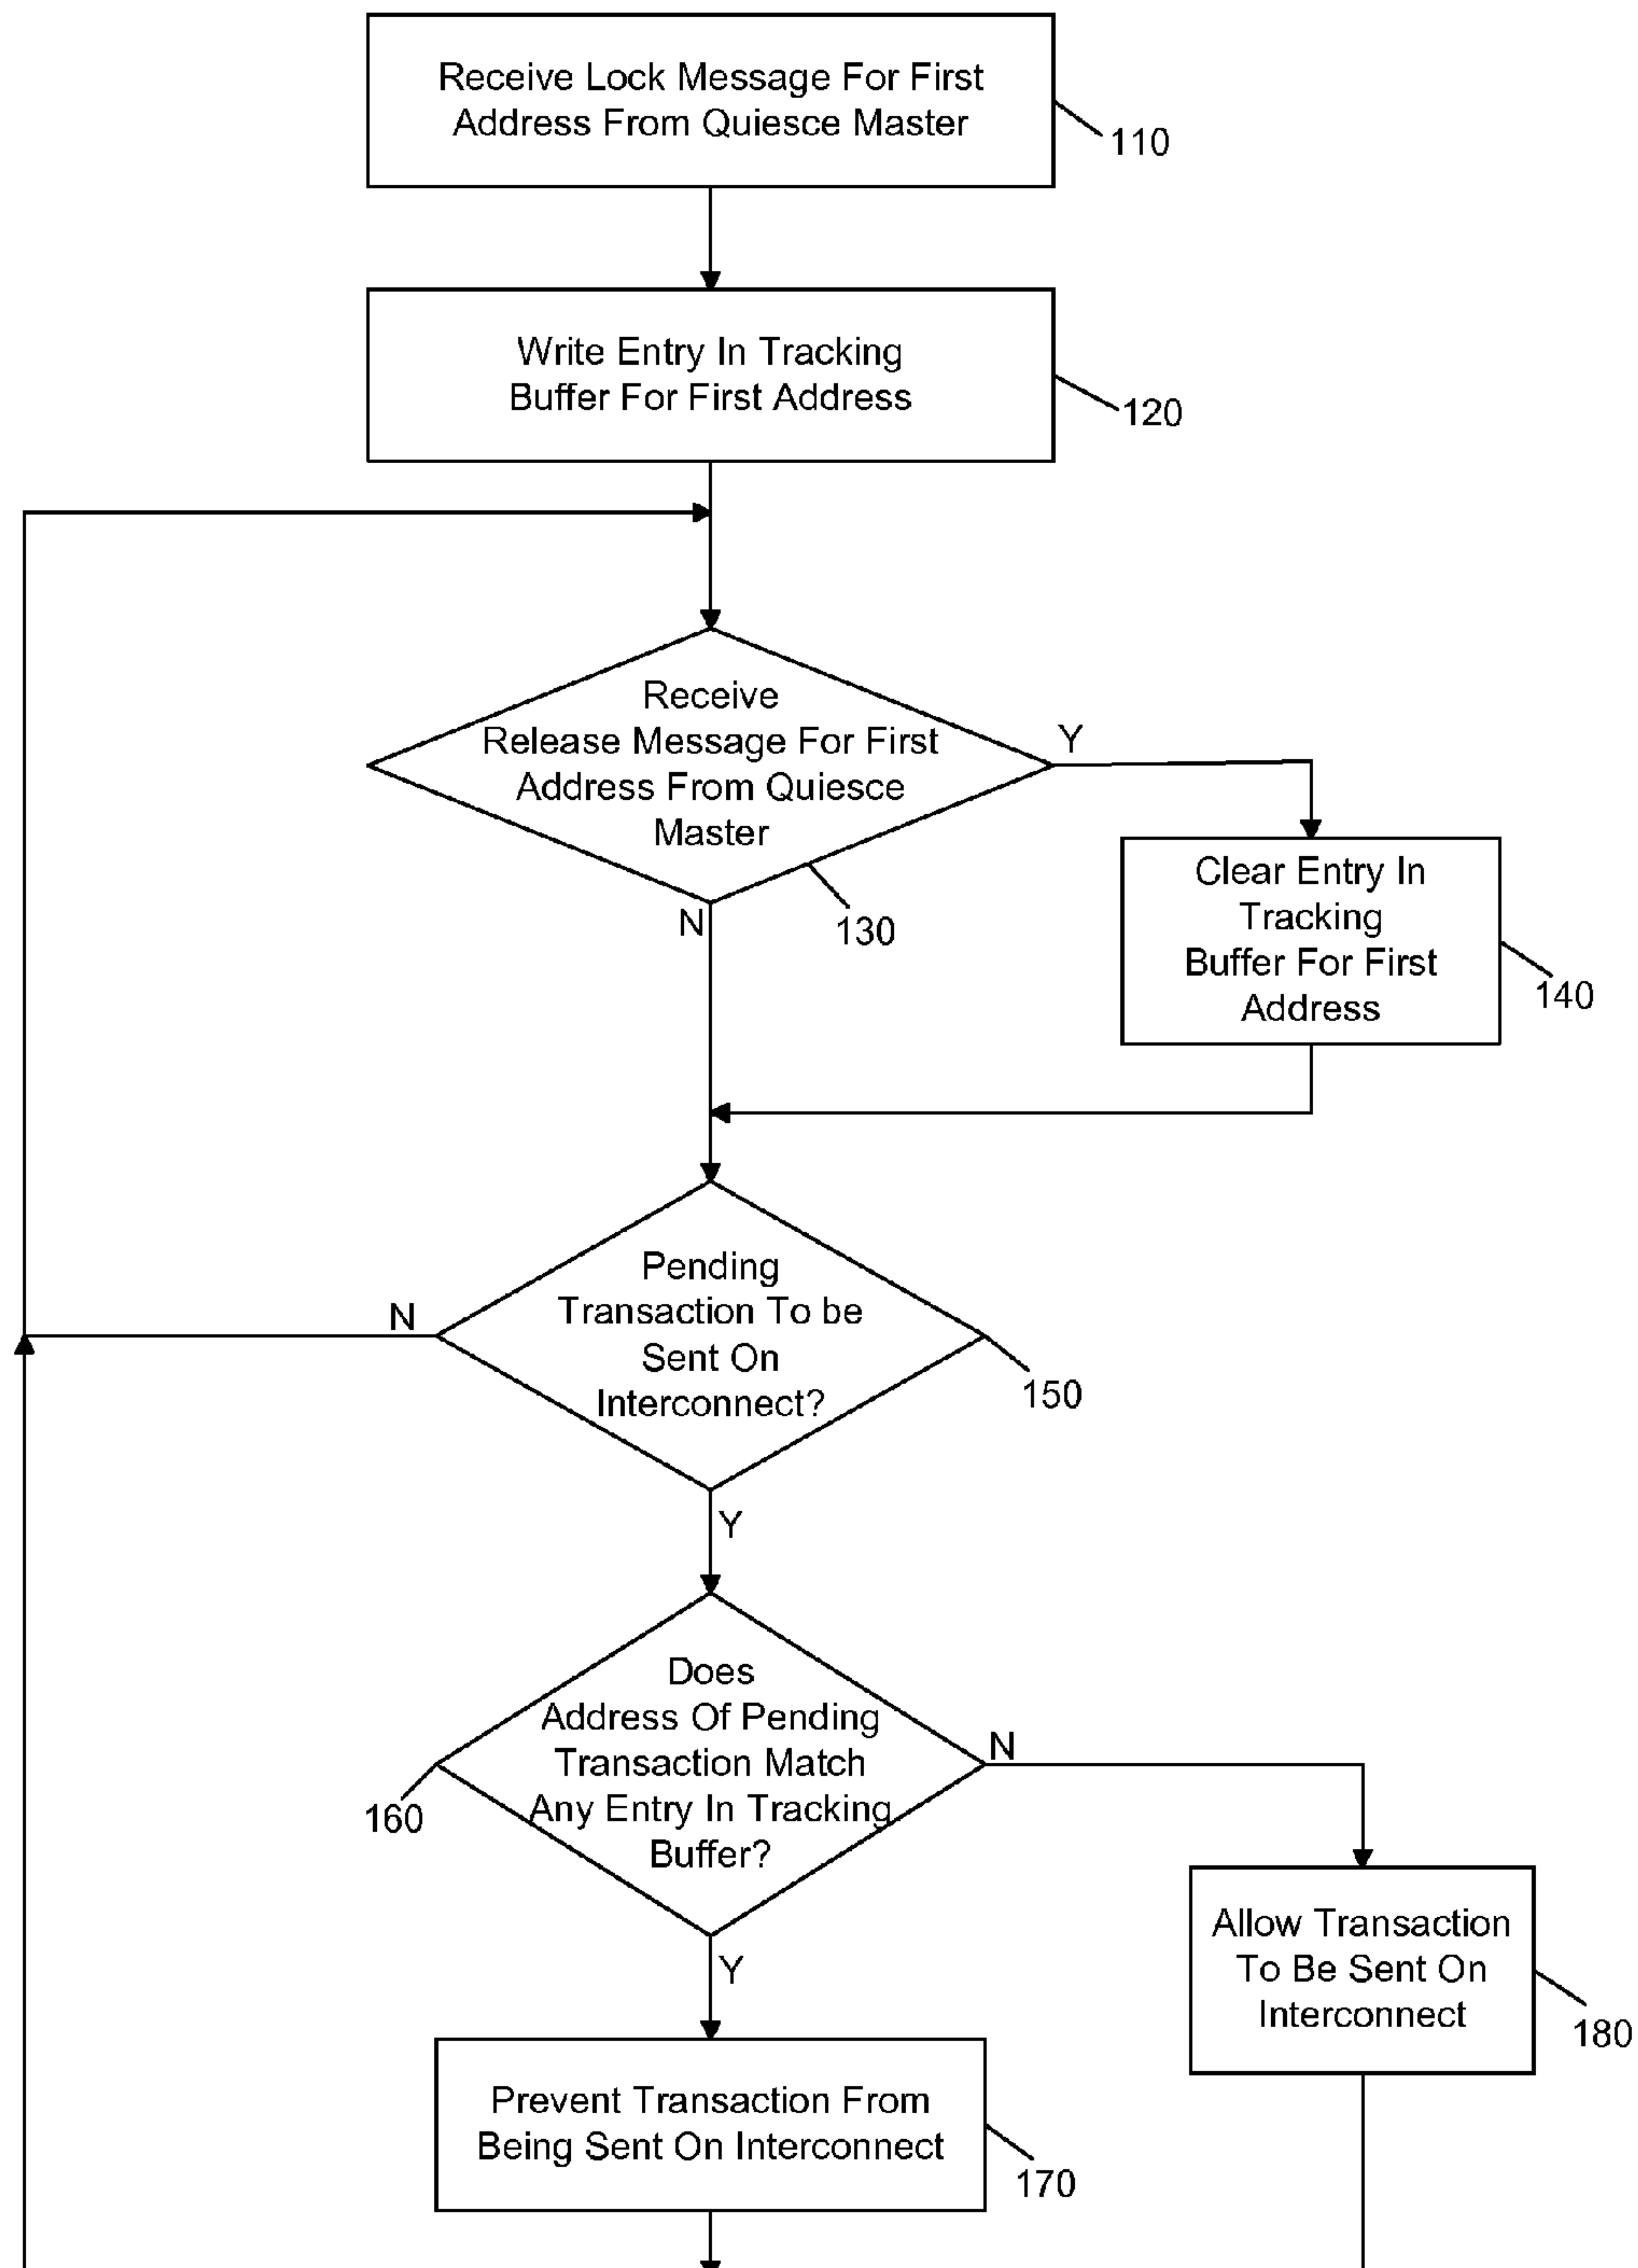 Receive Lock Message For First
Address From Quiesce Master
110
Write Entry In Tracking
Buffer For First Address
120
Receive
Release Message For First
Address From Quiesce
Master
Y
N
130
Clear Entry In
Tracking
Buffer For First
Address
140
Pending
Transaction To be
Sent On
Interconnect?
N
150
Y
Does
Address Of Pending
Transaction Match
Any Entry In Tracking
Buffer?
N
160
Y
Allow Transaction
To Be Sent On
Interconnect
180
Prevent Transaction From
Being Sent On Interconnect
170